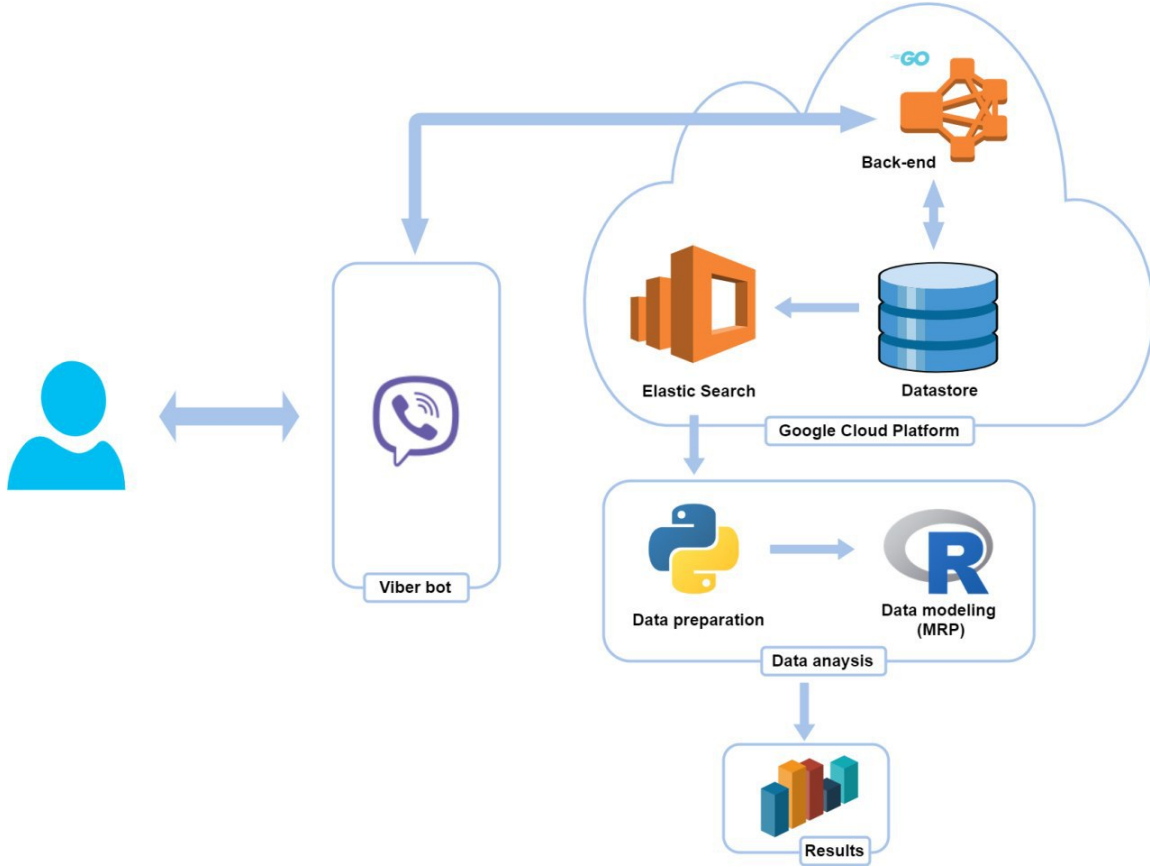 GO
Back-end
Elastic Search
Datastore
Google Cloud Platform
Viber bot
Data preparation
R
Data modeling
(MRP)
Data anaysis
Results